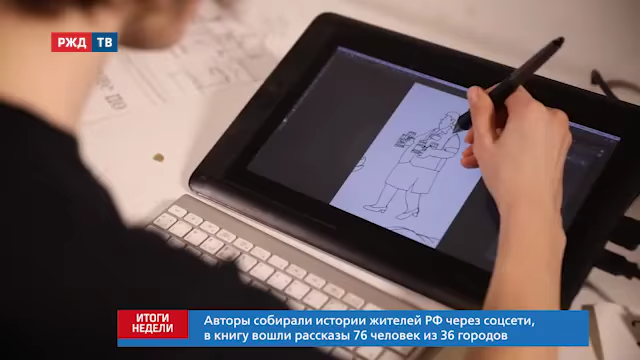 РЖД ТВ
ИТОГИ
НЕДЕЛИ
Авторы собирали истории жителей РФ через соцсети,
в книгу вошли рассказы 76 человек из 36 городов